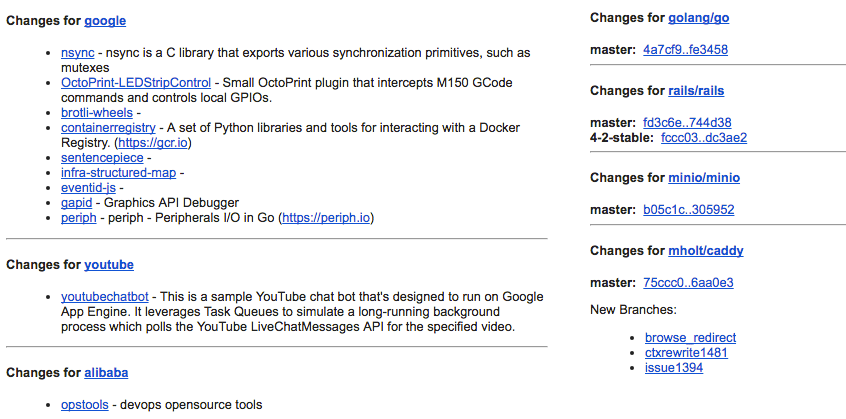 Changes for google
• nsync - nsync is a C library that exports various synchronization primitives, such as
mutexes
• OctoPrint-LEDStripControl - Small OctoPrint plugin that intercepts M150 GCode
commands and controls local GPIOs.
• brotli-wheels -
• containerregistry - A set of Python libraries and tools for interacting with a Docker
Registry. (https://gcr.io)
• sentencepiece -
• infra-structured-map -
• eventid-js -
• gapid - Graphics API Debugger
• periph - periph - Peripherals I/O in Go (https://periph.io)
Changes for youtube
• youtubechatbot - This is a sample YouTube chat bot that's designed to run on Google
App Engine. It leverages Task Queues to simulate a long-running background
process which polls the YouTube LiveChatMessages API for the specified video.
Changes for alibaba
• opstools - devops opensource tools
Changes for golang/go
master: 4a7cf9..fe3458
Changes for rails/rails
master: fd3c6e..744d38
4-2-stable: fccc03..dc3ae2
Changes for minio/minio
master: b05c1c..305952
Changes for mholt/caddy
master: 75ccc0..6aa0e3
New Branches:
• browse_redirect
• ctxrewrite1481
• issue1394